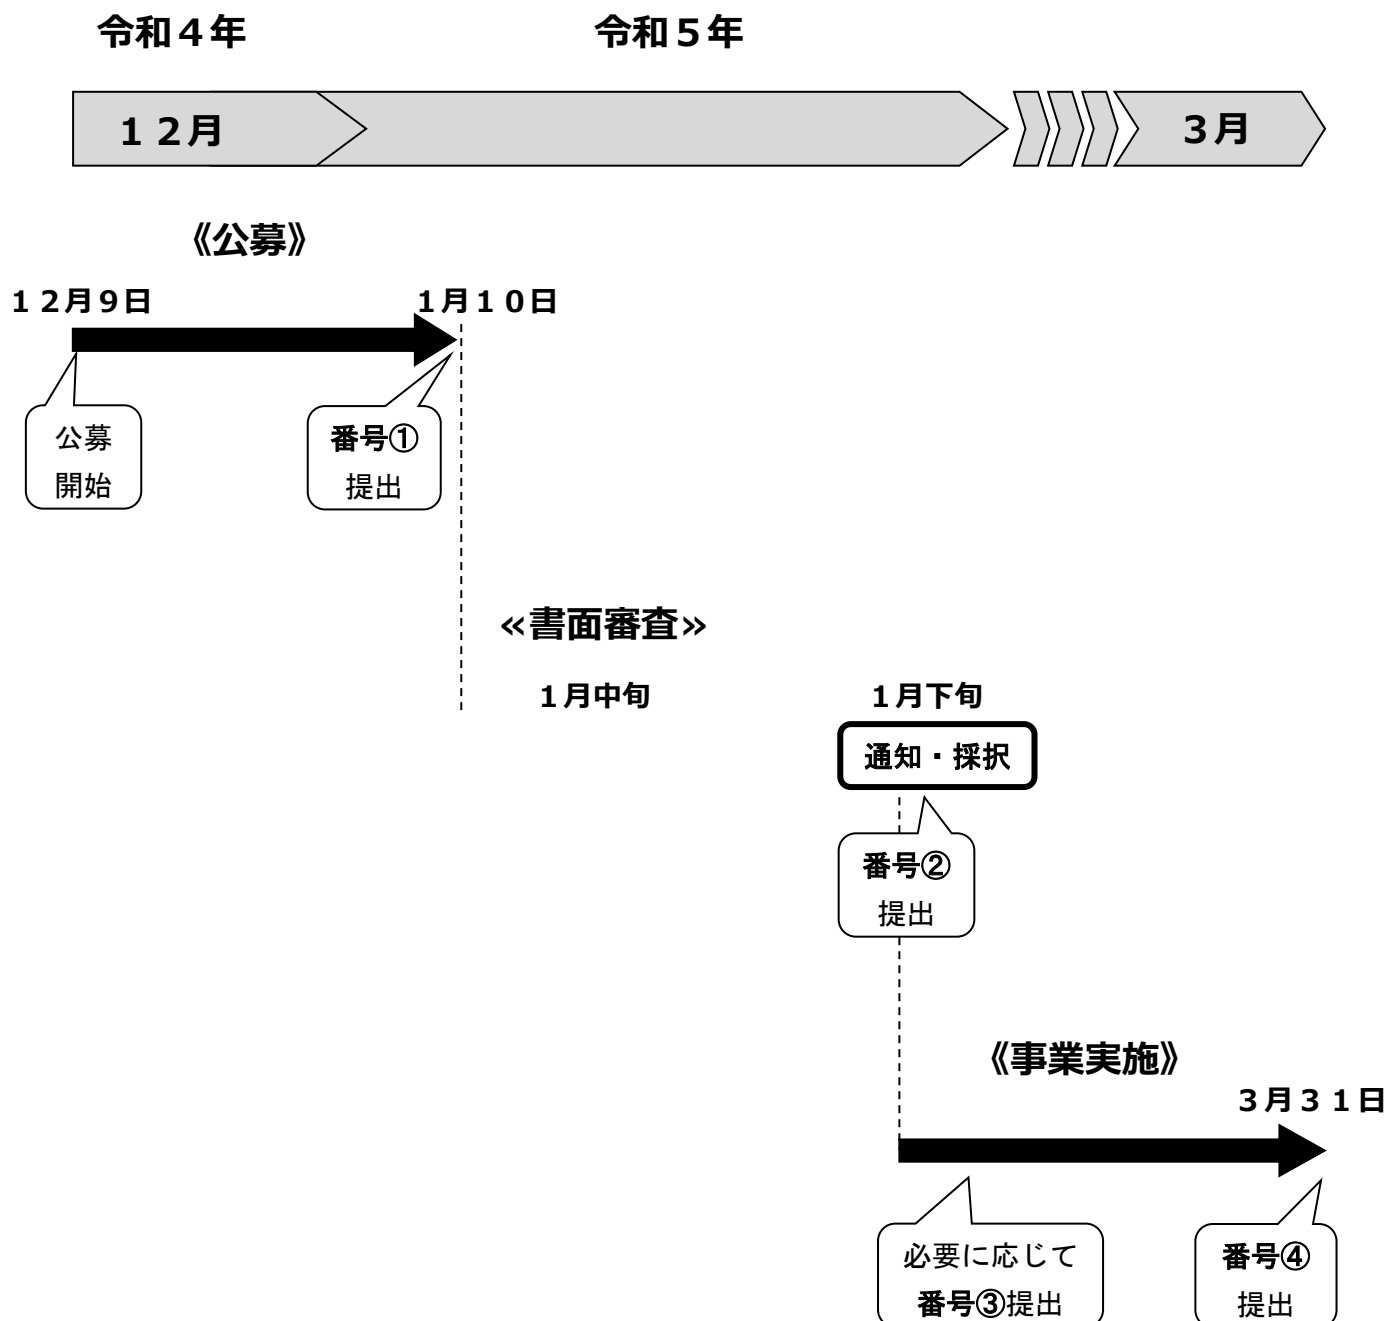 令和４年
令和５年
１２月
３月
《公募》
１２月９日
１月１０日
公募
開始
番号①
提出
≪書面審査≫
１月中旬
１月下旬
通知・採択
番号②
提出
《事業実施》
３月３１日
必要に応じて
番号③提出
番号④
提出